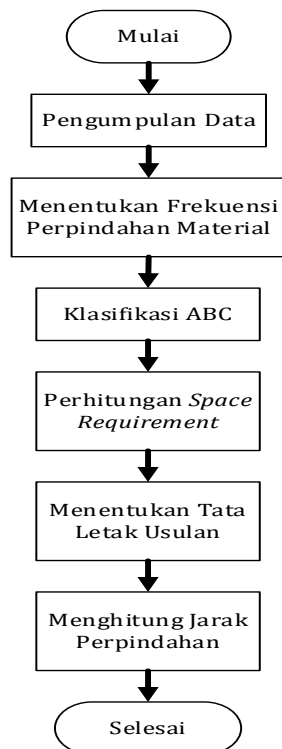 Mulai
Pengumpulan Data
Menentukan Frekuensi
Perpindahan Material
Klasifikasi ABC
Perhitungan Space
Requirement
Menentukan Tata
Letak Usulan
Menghitung Jarak
Perpindahan
Selesai